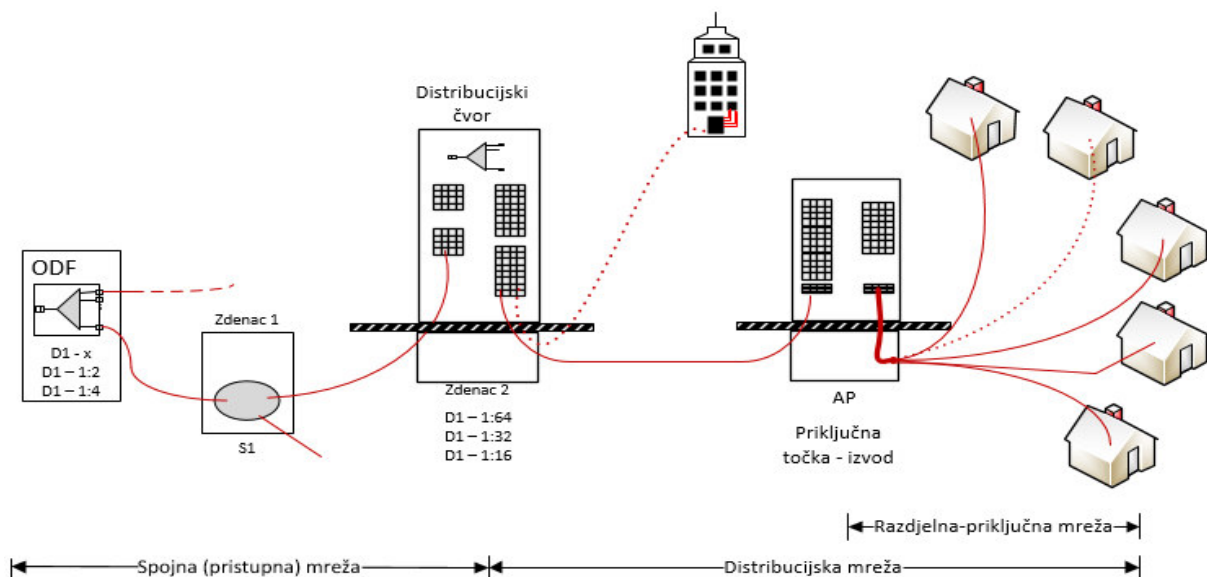 Distribucijski
čvor
ODF
D1 - x
D1 – 1:2
D1 – 1:4
Zdenac 1
S1
Zdenac 2
D1 – 1:64
D1 – 1:32
D1 – 1:16
AP
Priključna
točka - izvod
Razdjelna-priključna mreža
Spojna (pristupna) mreža
Distribucijska mreža